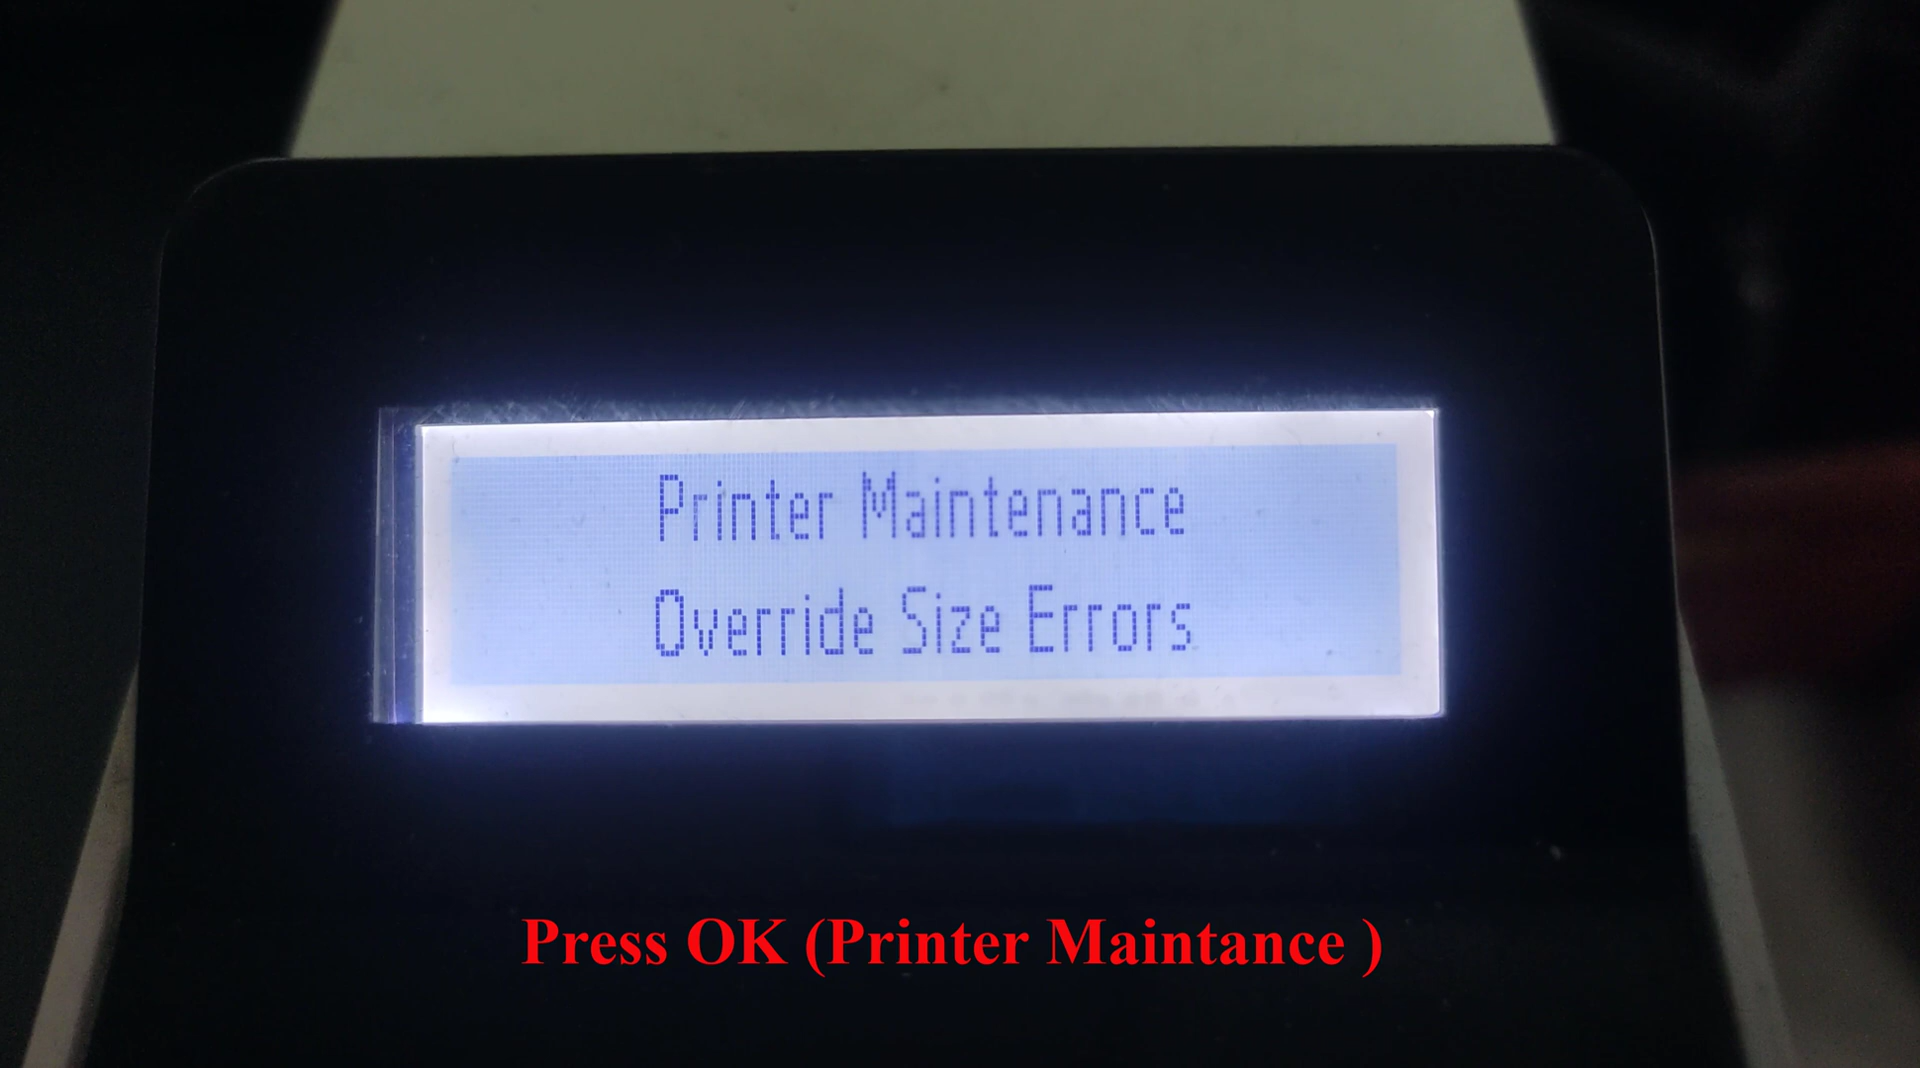 Printer Maintenance
Override Size Errors
Press OK (Printer Maintance )